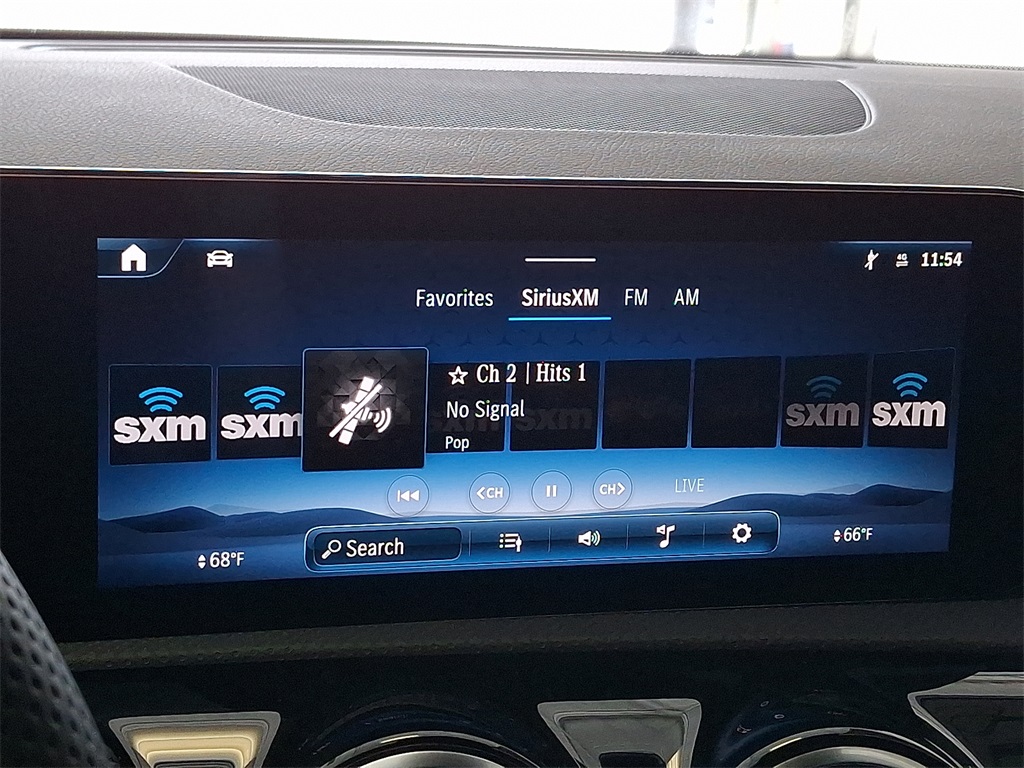 4G 11:54
Favorites SiriusXM FM AM
sxm sxm sxm sxm sxm
Ch 2 | Hits 1
No Signal
Pop
<CH CH> LIVE
68°F Search 66°F